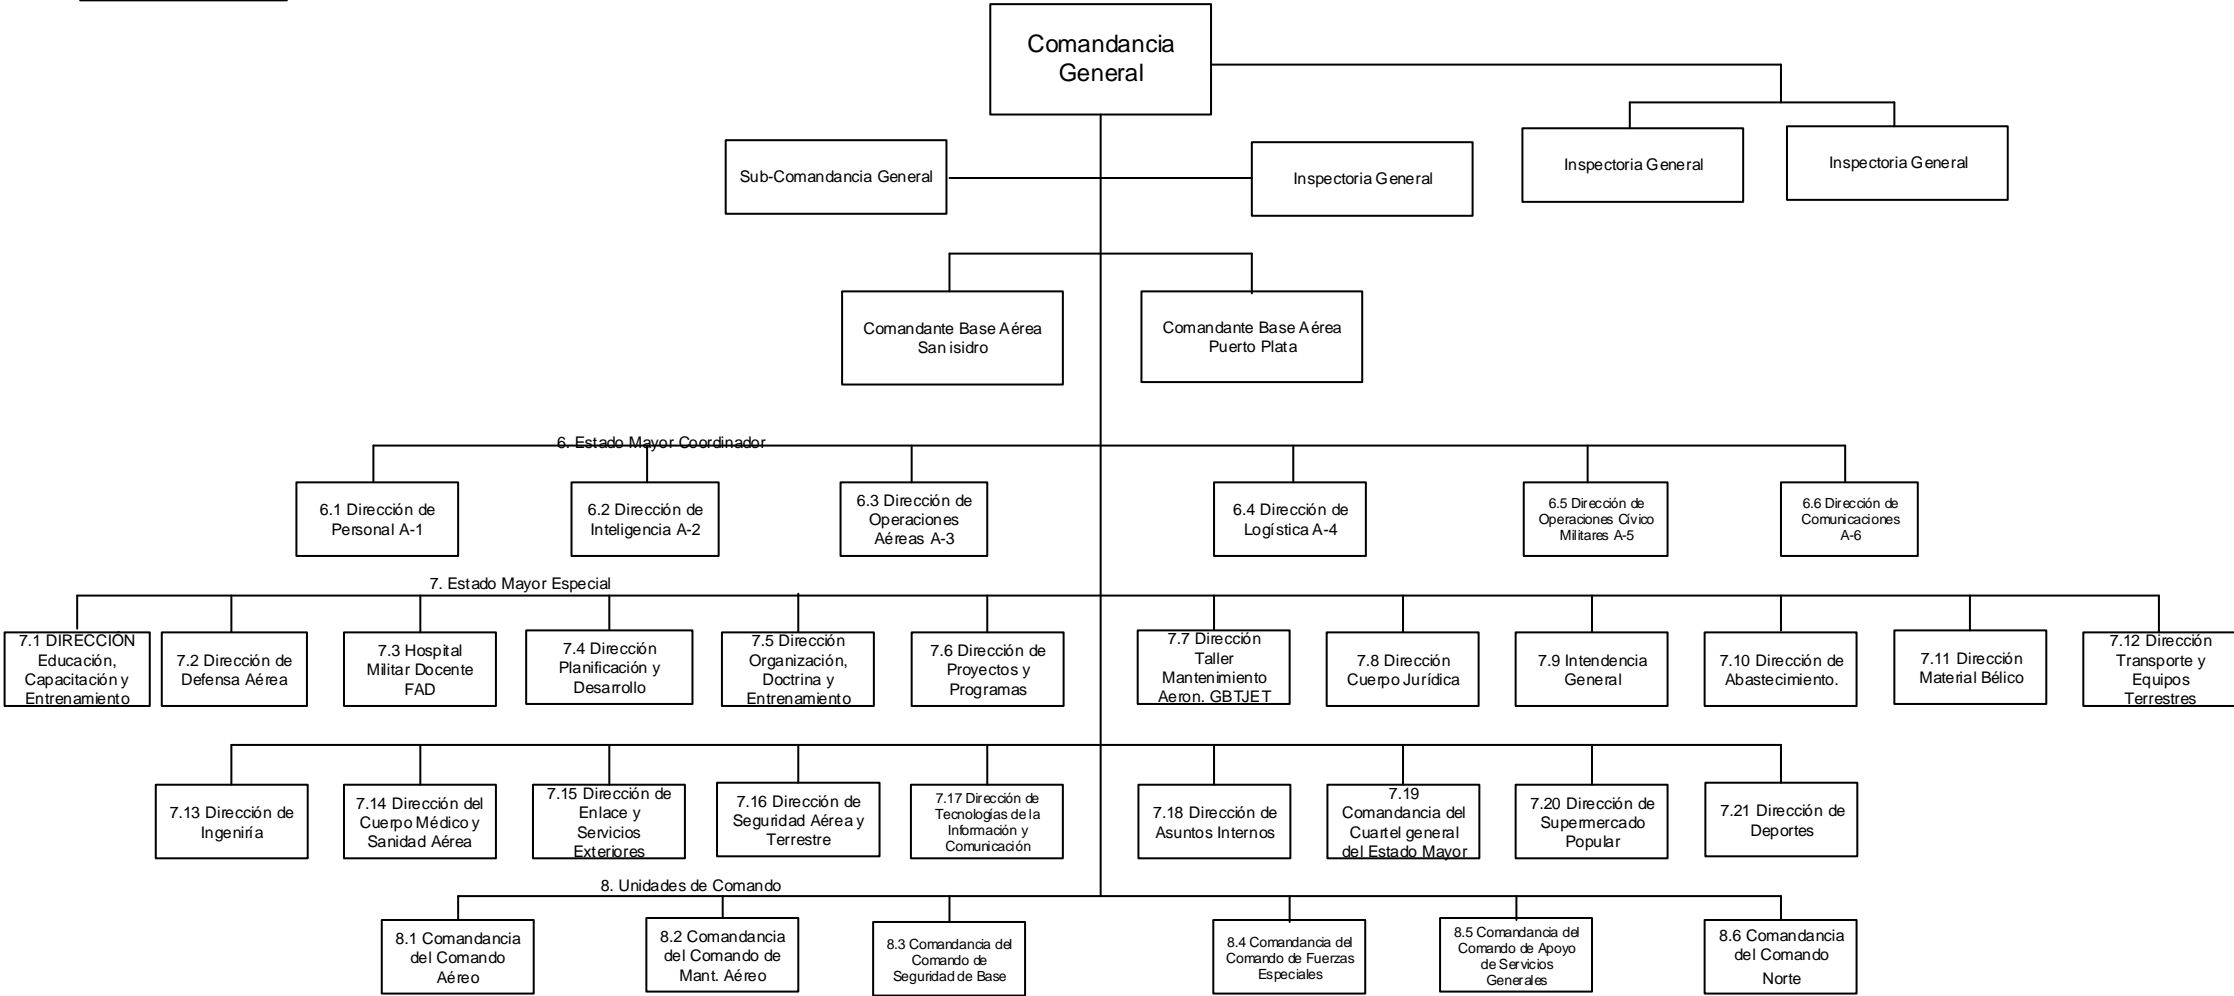 Comandancia
General
Sub-Comandancia General
Inspectoria General
Inspectoria General
Inspectoria General
Comandante Base Aérea
San isidro
Comandante Base Aérea
Puerto Plata
6. Estado Mayor Coordinador
6.1 Dirección de
Personal A-1
6.2 Dirección de
Inteligencia A-2
6.3 Dirección de
Operaciones
Aéreas A-3
6.4 Dirección de
Logística A-4
6.5 Dirección de
Operaciones Cívico
Militares A-5
6.6 Dirección de
Comunicaciones
A-6
7. Estado Mayor Especial
7.1 DIRECCIÓN
Educación,
Capacitación y
Entrenamiento
7.2 Dirección de
Defensa Aérea
7.3 Hospital
Militar Docente
FAD
7.4 Dirección
Planificación y
Desarrollo
7.5 Dirección
Organización,
Doctrina y
Entrenamiento
7.6 Dirección de
Proyectos y
Programas
7.7 Dirección
Taller
Mantenimiento
Aeron. GBTJET
7.8 Dirección
Cuerpo Jurídica
7.9 Intendencia
General
7.10 Dirección de
Abastecimiento.
7.11 Dirección
Material Bélico
7.12 Dirección
Transporte y
Equipos
Terrestres
7.13 Dirección de
Ingeniría
7.14 Dirección del
Cuerpo Médico y
Sanidad Aérea
7.15 Dirección de
Enlace y
Servicios
Exteriores
7.16 Dirección de
Seguridad Aérea y
Terrestre
7.17 Dirección de
Tecnologías de la
Información y
Comunicación
7.18 Dirección de
Asuntos Internos
7.19
Comandancia del
Cuartel general
del Estado Mayor
7.20 Dirección de
Supermercado
Popular
7.21 Dirección de
Deportes
8. Unidades de Comando
8.1 Comandancia
del Comando
Aéreo
8.2 Comandancia
del Comando de
Mant. Aéreo
8.3 Comandancia del
Comando de
Seguridad de Base
8.4 Comandancia del
Comando de Fuerzas
Especiales
8.5 Comandancia del
Comando de Apoyo
de Servicios
Generales
8.6 Comandancia
del Comando
Norte